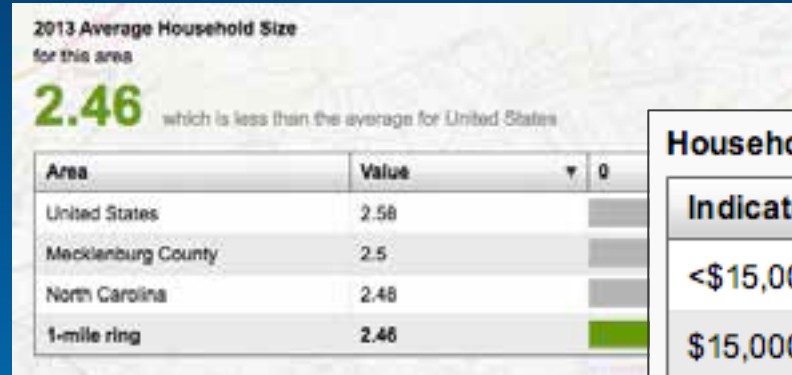 2013 Average Household Size
for this area
2.46 which is less than the average for United States
Area Value ▼ 0
United States 2.58
Mecklenburg County 2.5
North Carolina 2.48
1-mile ring 2.46
Househo
Indicat
<$15,00
$15,000